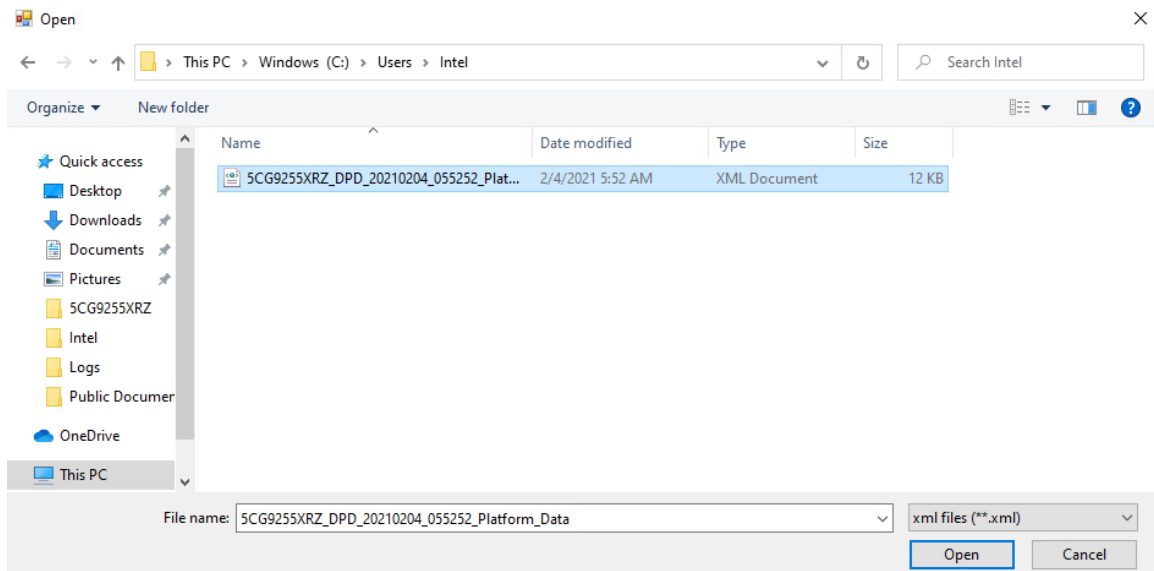 Open
This PC > Windows (C:) > Users > Intel
Search Intel
Organize
New folder
Name
Date modified
Type
Size
Quick access
Desktop
Downloads
Documents
Pictures
5CG9255XRZ
Intel
Logs
Public Documen
OneDrive
This PC
5CG9255XRZ_DPD_20210204_055252_Plat... 2/4/2021 5:52 AM XML Document 12 KB
File name: 5CG9255XRZ_DPD_20210204_055252_Platform_Data
xml files (**.xml)
Open
Cancel